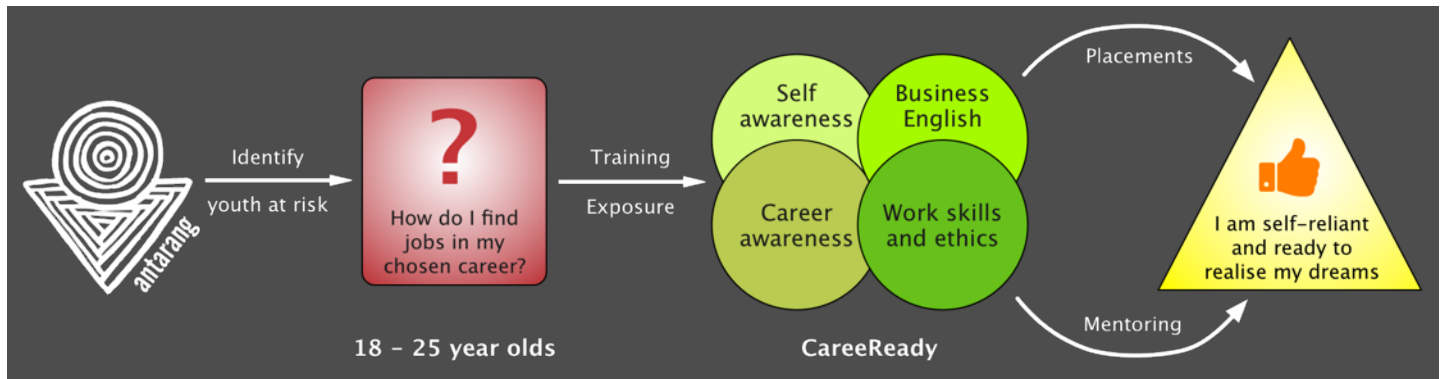 antarang
Identify
youth at risk
?
How do I find
jobs in my
chosen career?
18 – 25 year olds
Training
Exposure
Self
awareness
Business
English
Career
awareness
Work skills
and ethics
CareeReady
Placements
Mentoring
I am self-reliant
and ready to
realise my dreams